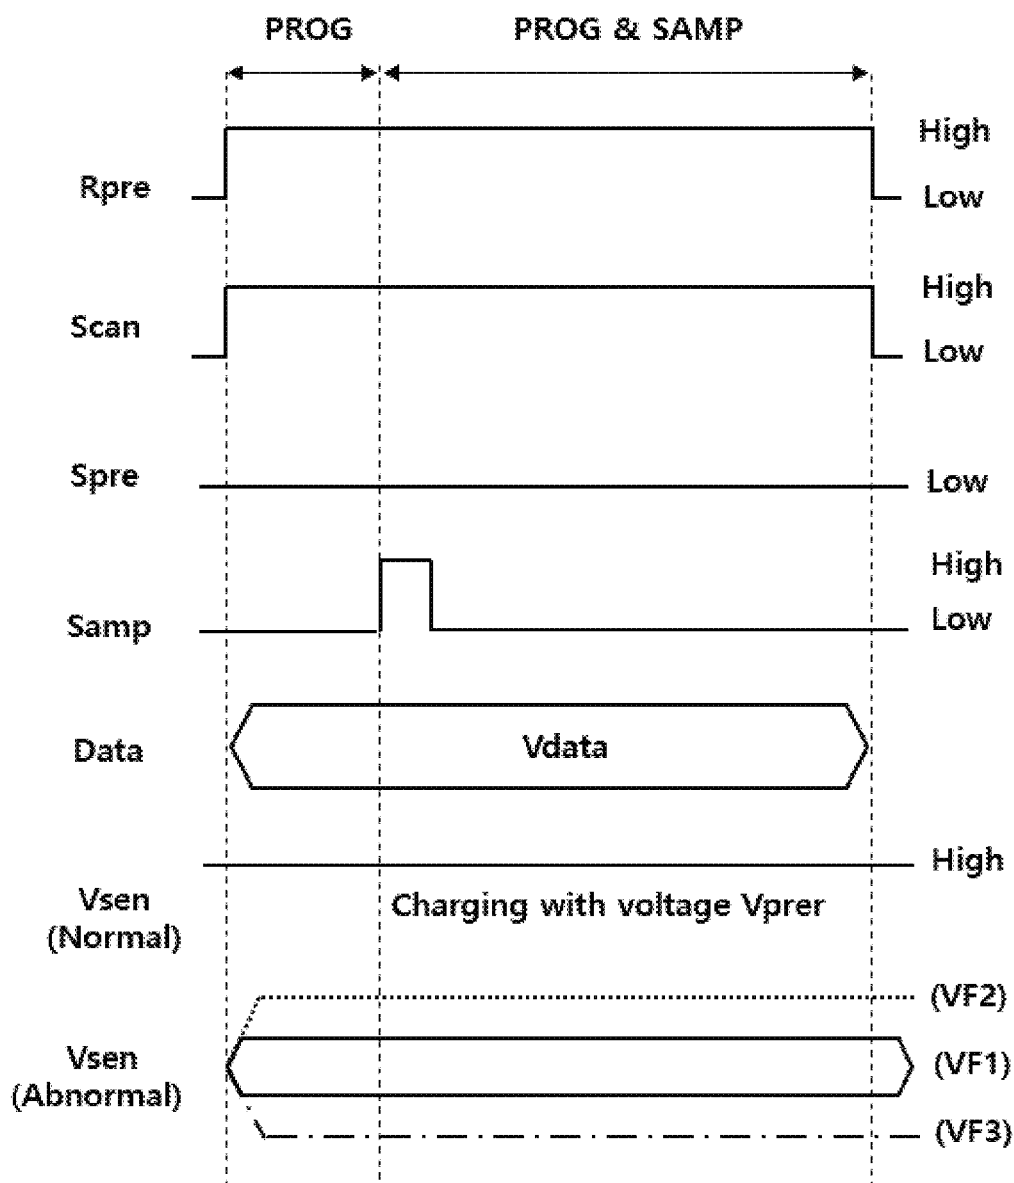 PROG
PROG & SAMP
High
Rpre
Low
High
Scan
Low
Spre
Low
High
Samp
Low
Data
Vdata
High
Vsen
(Normal)
Charging with voltage Vprer
(VF2)
Vsen
(Abnormal)
(VF1)
(VF3)